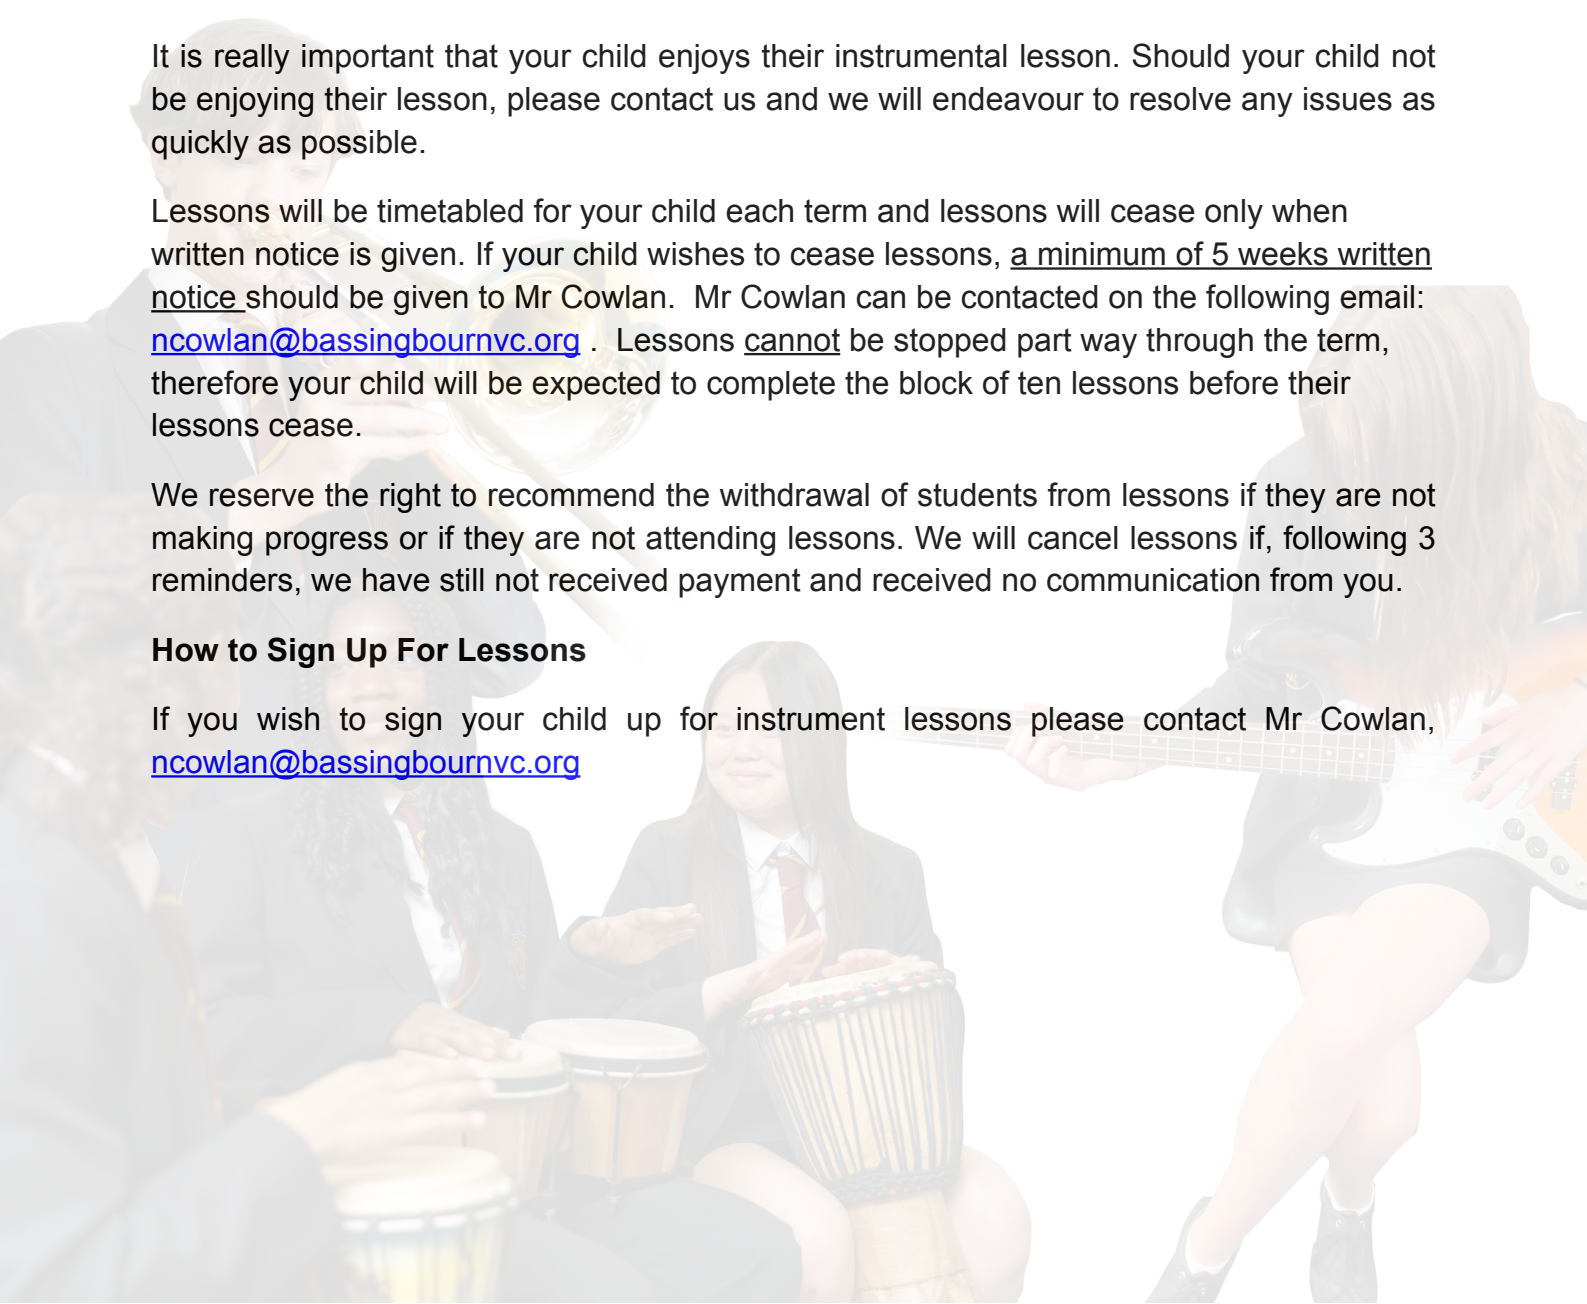 It is really important that your child enjoys their instrumental lesson. Should your child not
be enjoying their lesson, please contact us and we will endeavour to resolve any issues as
quickly as possible.
Lessons will be timetabled for your child each term and lessons will cease only when
written notice is given. If your child wishes to cease lessons, a minimum of 5 weeks written
notice should be given to Mr Cowlan.  Mr Cowlan can be contacted on the following email:
ncowlan@bassingbournvc.org .  Lessons cannot be stopped part way through the term,
therefore your child will be expected to complete the block of ten lessons before their
lessons cease.
We reserve the right to recommend the withdrawal of students from lessons if they are not
making progress or if they are not attending lessons. We will cancel lessons if, following 3
reminders, we have still not received payment and received no communication from you.
How to Sign Up For Lessons
If you wish to sign your child up for instrument lessons please contact Mr Cowlan,
ncowlan@bassingbournvc.org